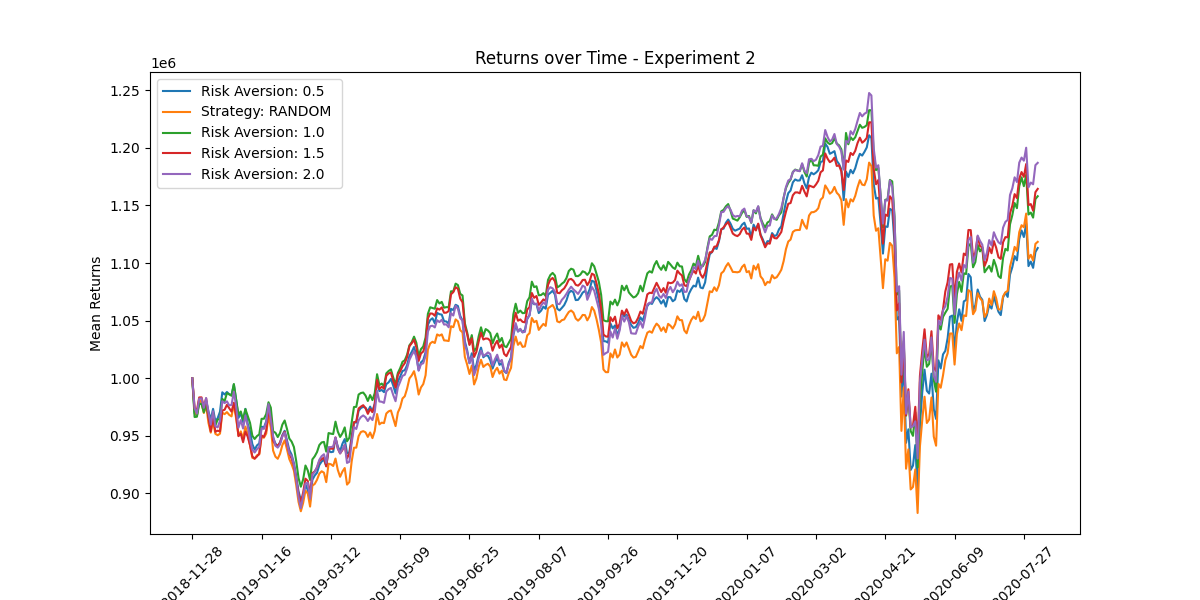 Returns over Time - Experiment 2
1e6
1.25
1.20
1.15
1.10
1.05
1.00
0.95
0.90
Mean Returns
Risk Aversion: 0.5
Strategy: RANDOM
Risk Aversion: 1.0
Risk Aversion: 1.5
Risk Aversion: 2.0
2018-11-28
2019-01-16
2019-03-12
2019-05-09
2019-06-25
2019-08-07
2019-09-26
2019-11-20
2020-01-07
2020-03-02
2020-04-21
2020-06-09
2020-07-27